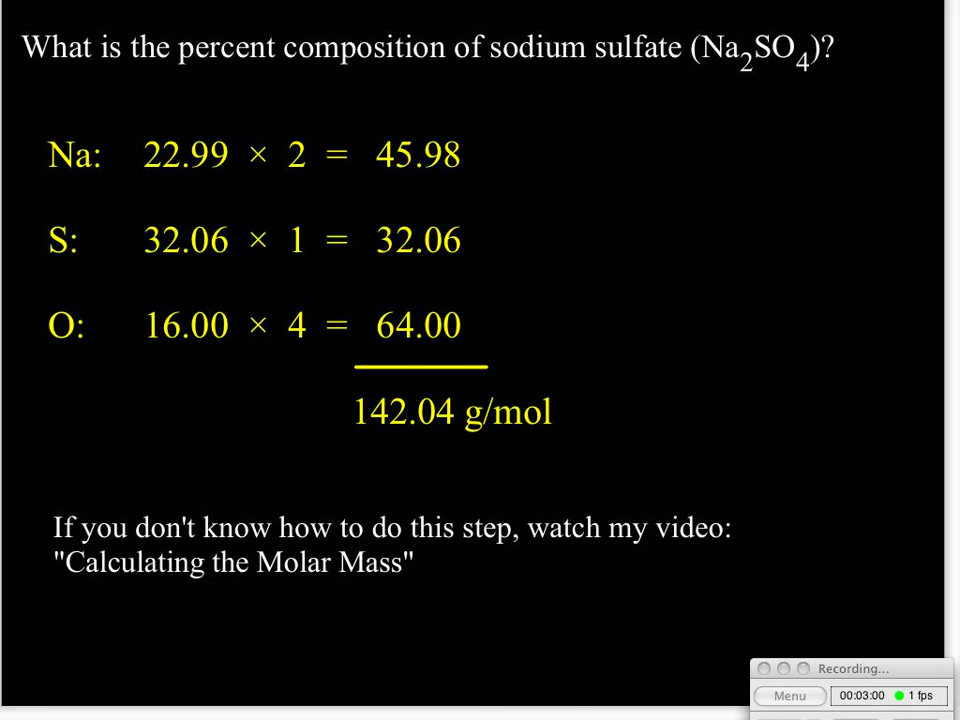 What is the percent composition of sodium sulfate (Na₂SO₄)?
Na: 22.99 × 2 = 45.98
S: 32.06 × 1 = 32.06
O: 16.00 × 4 = 64.00
142.04 g/mol
If you don't know how to do this step, watch my video:
"Calculating the Molar Mass"
Recording...
Menu 00:03:00 1 fps